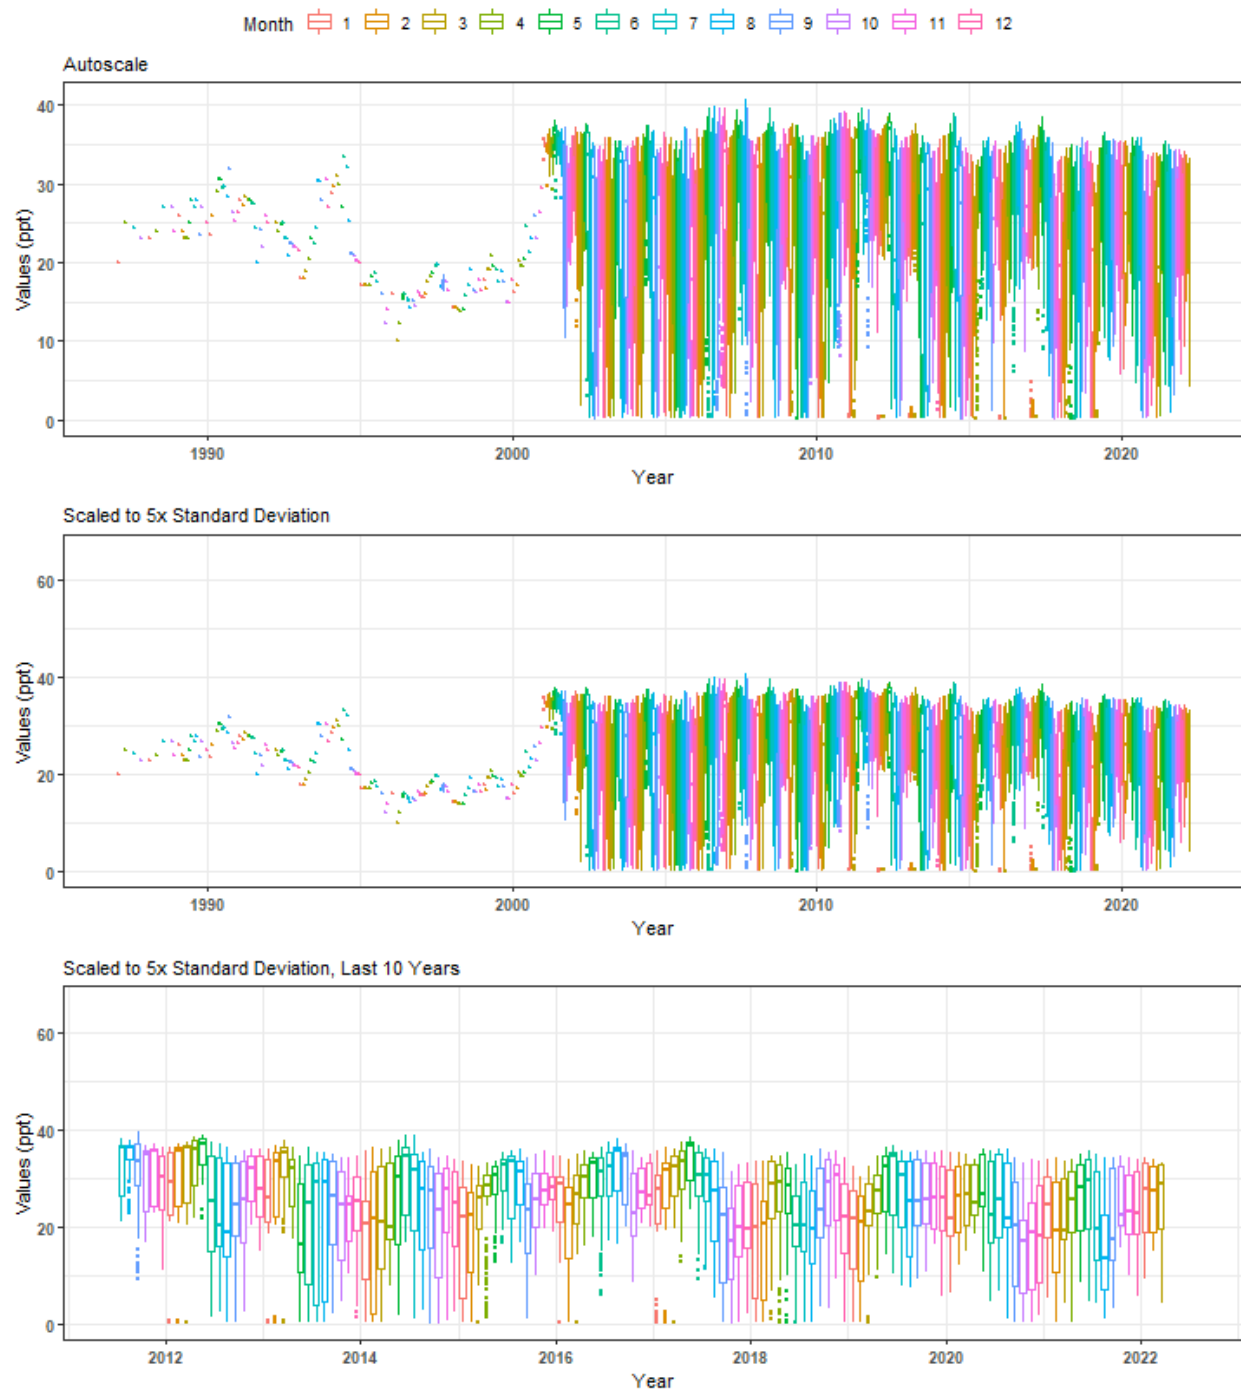 Month 1 2 3 4 5 6 7 8 9 10 11 12
Autoscale
40
30
20
10
0
Values (ppt)
1990 2000 2010 2020
Year
Scaled to 5x Standard Deviation
60
40
20
0
Values (ppt)
1990 2000 2010 2020
Year
Scaled to 5x Standard Deviation, Last 10 Years
60
40
20
0
Values (ppt)
2012 2014 2016 2018 2020 2022
Year